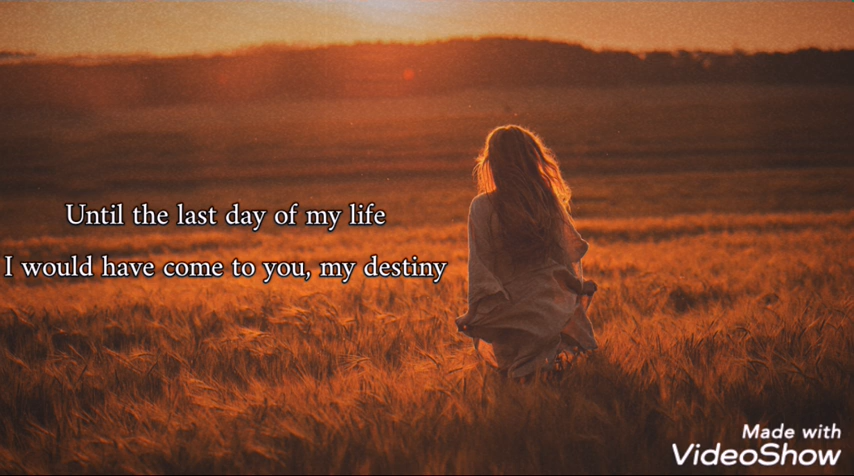 Until the last day of my life
I would have come to you, my destiny
Made with
VideoShow